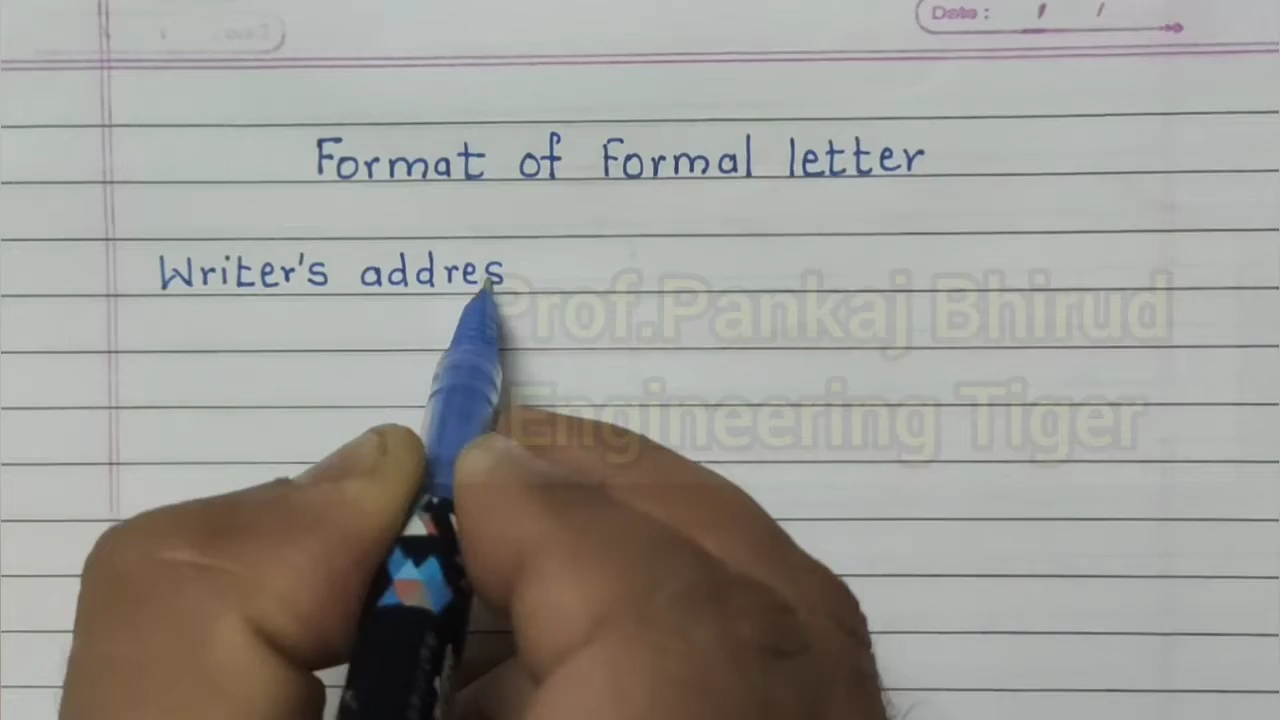 Date : / /
Format of Formal letter
Writer's addres
Prof.Pankaj Bhirud
Engineering Tiger